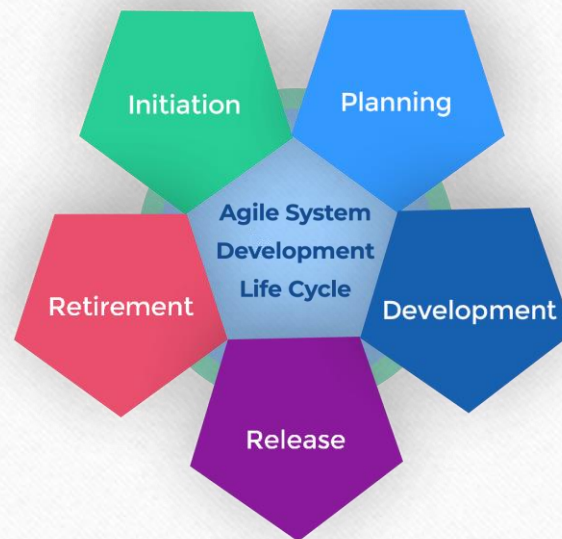 Initiation
Planning
Agile System
Development
Life Cycle
Retirement
Development
Release